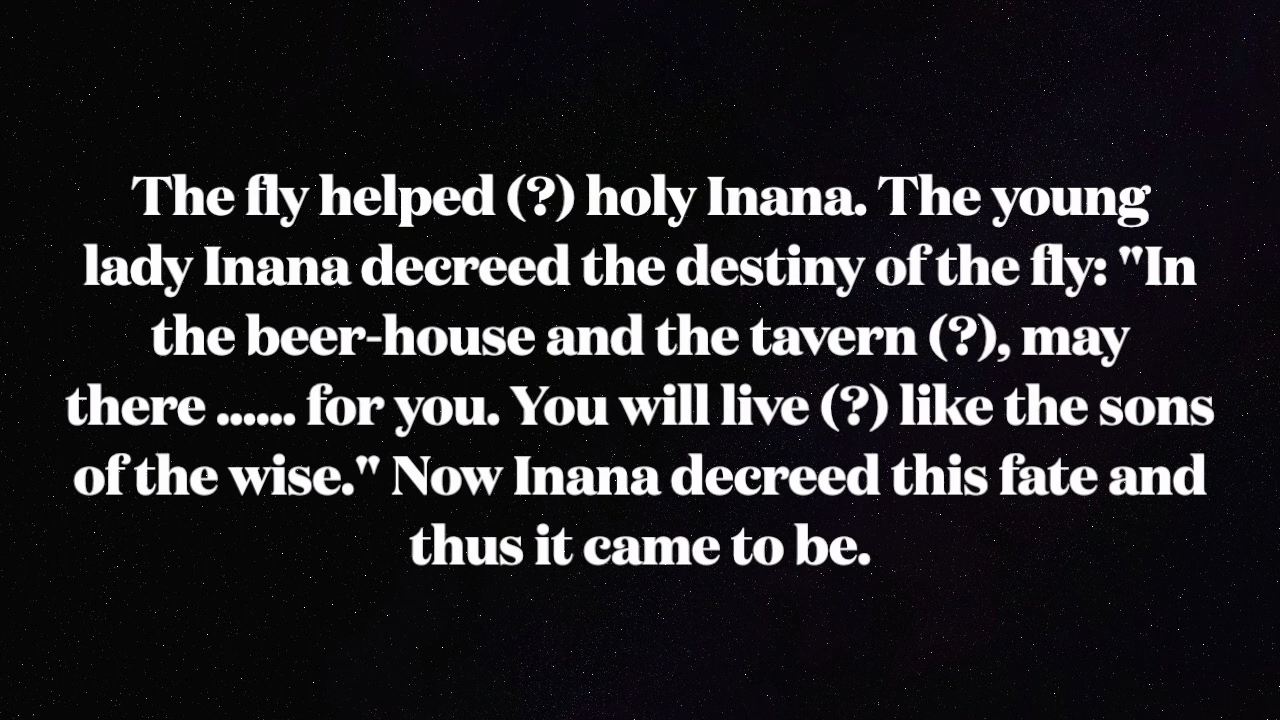 The fly helped (?) holy Inana. The young
lady Inana decreed the destiny of the fly: "In
the beer-house and the tavern (?), may
there ...... for you. You will live (?) like the sons
of the wise." Now Inana decreed this fate and
thus it came to be.